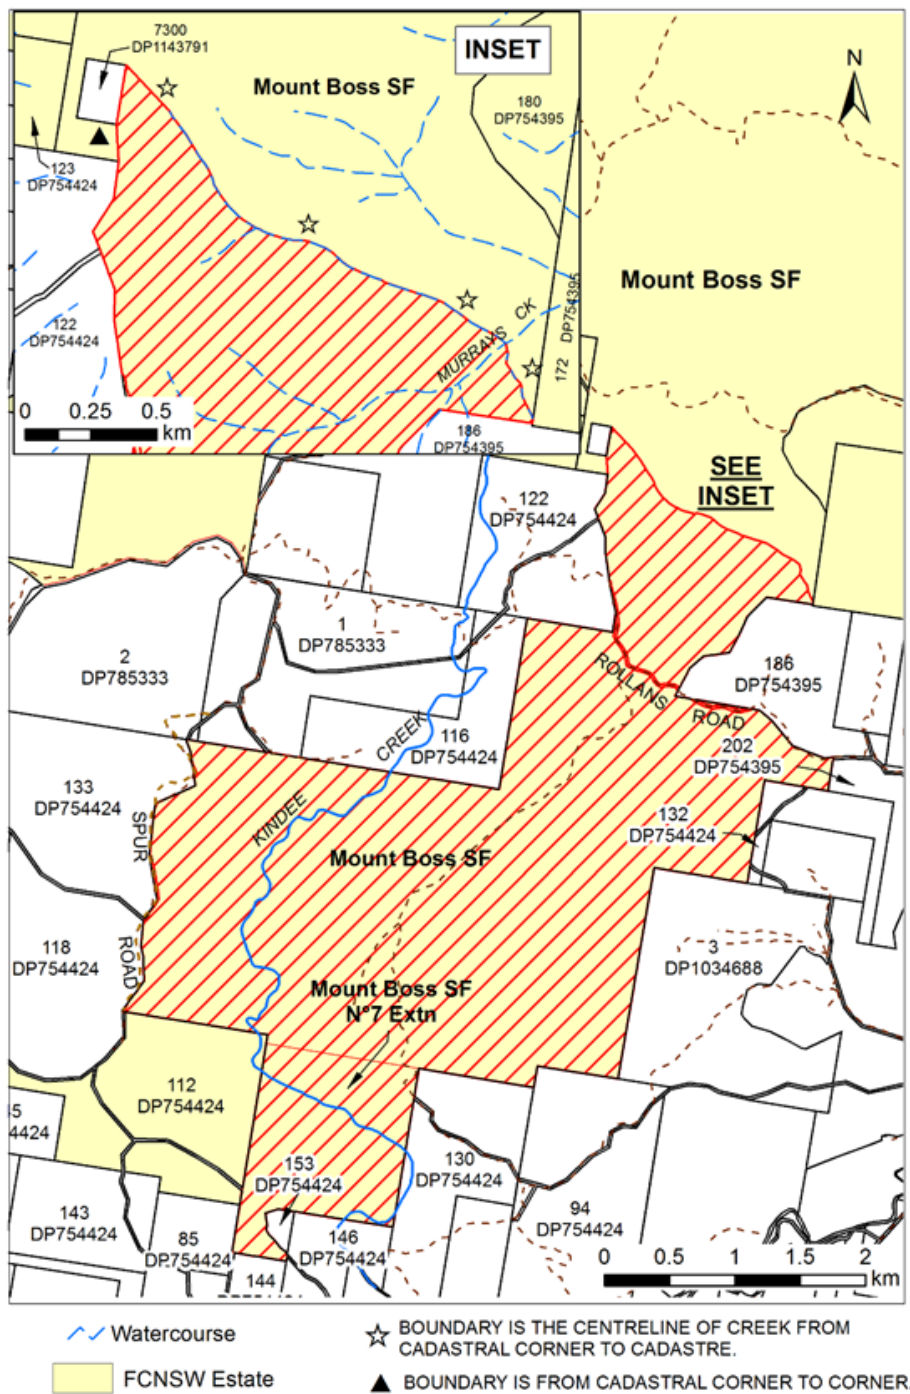 7300
DP1143791
INSET
N
Mount Boss SF
180
DP754395
123
DP754424
Mount Boss SF
122
DP754424
MURRAYS CK
172
DP754395
0 0.25 0.5
km
186
DP754395
SEE
INSET
122
DP754424
1
DP785333
2
DP785333
ROLLANS
ROAD
186
DP754395
116
DP754424
CREEK
KINDEE
202
DP754395
133
DP754424
SPUR
ROAD
132
DP754424
Mount Boss SF
118
DP754424
3
DP1034688
Mount Boss SF
N°7 Extn
112
DP754424
45
4424
153
DP754424
130
DP754424
143
DP754424
85
DP754424
146
DP754424
94
DP754424
144
0 0.5 1 1.5 2
km
Watercourse
BOUNDARY IS THE CENTRELINE OF CREEK FROM
CADASTRAL CORNER TO CADASTRE.
FCNSW Estate
BOUNDARY IS FROM CADASTRAL CORNER TO CORNER